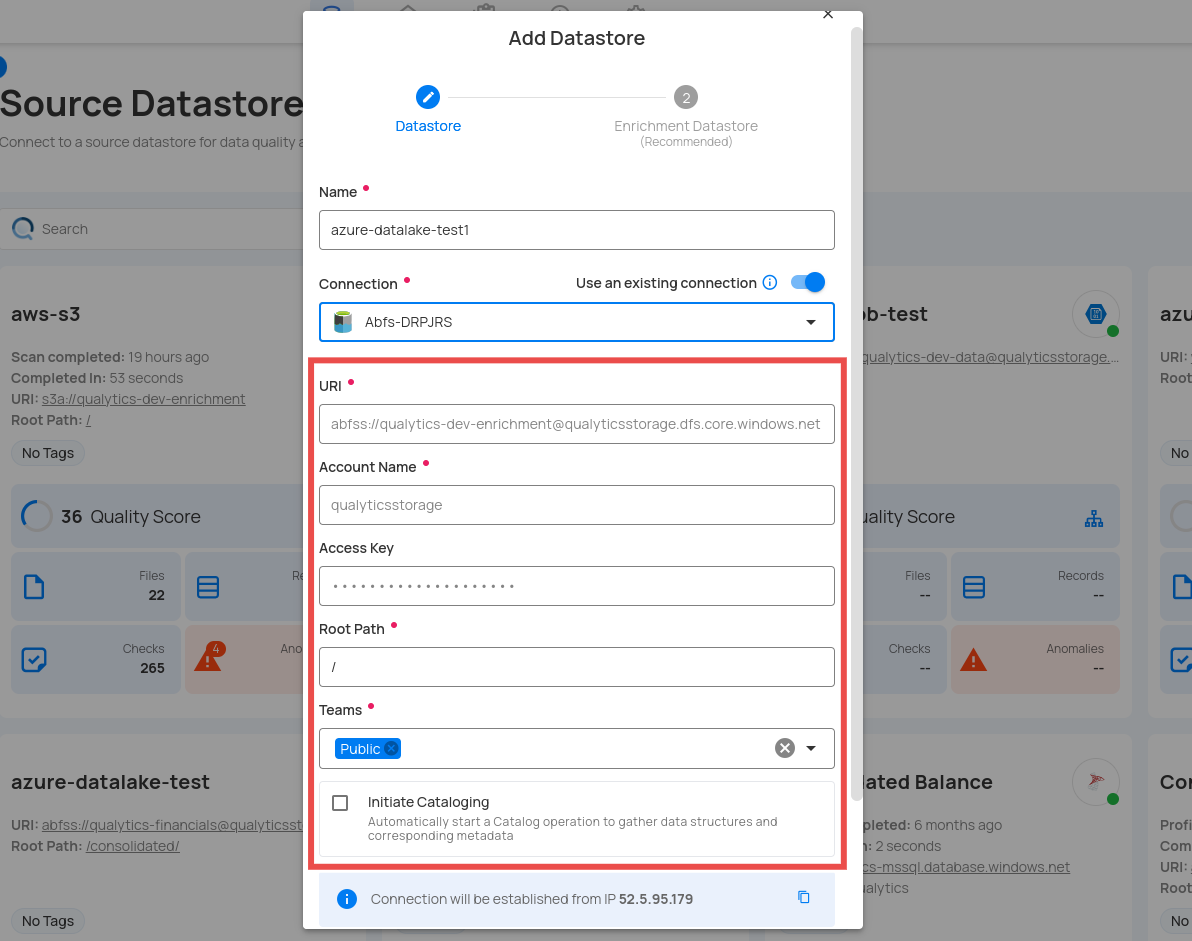 Add Datastore
2
Datastore
Enrichment Datastore
(Recommended)
Source Datastore
Connect to a source datastore for data quality a
Search
Name
azure-datalake-test1
Connection
Use an existing connection
Abfs-DRPJRS
URI
abfss://qualytics-dev-enrichment@qualyticsstorage.dfs.core.windows.net
Account Name
qualyticsstorage
Access Key
Root Path
/
Teams
Public
Initiate Cataloging
Automatically start a Catalog operation to gather data structures and
corresponding metadata
Connection will be established from IP 52.5.95.179
aws-s3
Scan completed: 19 hours ago
Completed In: 53 seconds
URI: s3a://qualytics-dev-enrichment
Root Path: /
No Tags
36 Quality Score
Files
22
Re
Checks
265
4
Ano
ob-test
qualytics-dev-data@qualyticsstorage....
uality Score
Files
--
Records
--
Checks
--
Anomalies
--
azu
URI:
Root
No
azure-datalake-test
URI: abfss://qualytics-financials@qualyticsst
Root Path: /consolidated/
No Tags
lated Balance
pleted: 6 months ago
n: 2 seconds
cs-mssql.database.windows.net
ualytics
Con
Profi
Com
URI:
Root
No